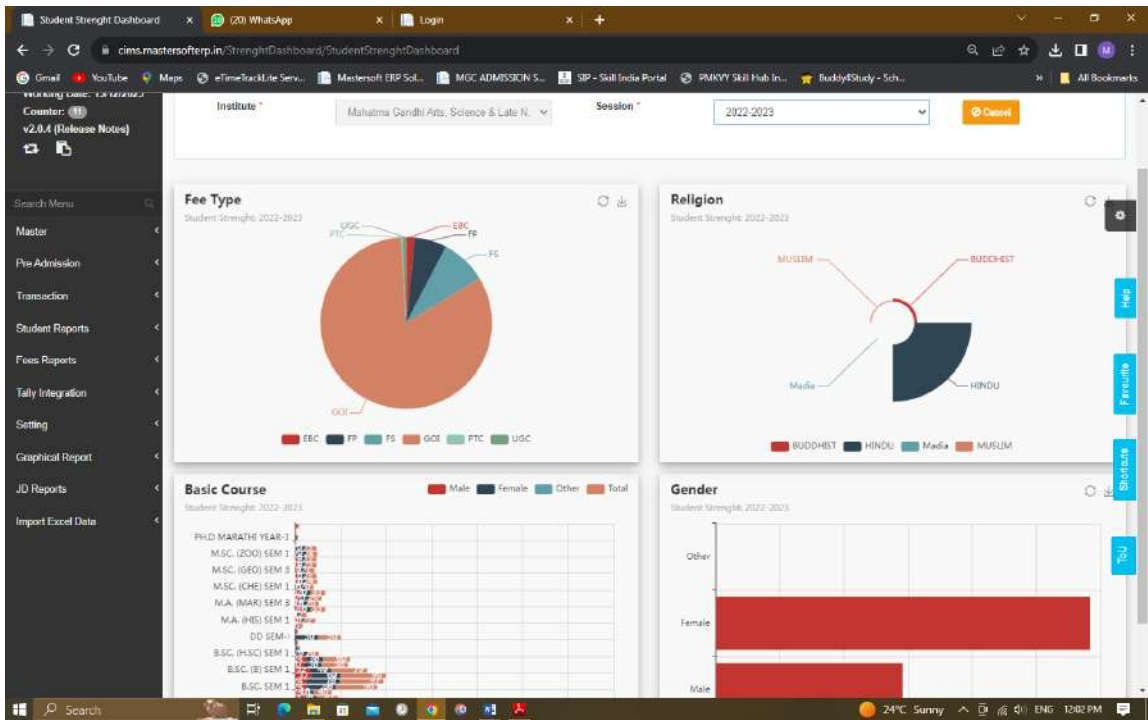 Student Strenght Dashboard
(20) WhatsApp
Login
cims.mastersofterp.in/StrenghtDashboard/StudentStrenghtDashboard
Gmail
YouTube
Maps
eTimeTrackLite Serv...
Mastersoft ERP Sol...
MGC ADMISSION S...
SIP - Skill India Portal
PMKVY Skill Hub In...
Buddy4Study - Sch...
All Bookmarks
Counter: 11
v2.0.4 (Release Notes)
Institute *
Mahatma Gandhi Arts, Science & Late N.
Session *
2022-2023
Cancel
Search Menu
Master
Pre Admission
Transaction
Student Reports
Fees Reports
Tally Integration
Setting
Graphical Report
JD Reports
Import Excel Data
Fee Type
Student Strenght: 2022-2023
UGC
PTC
EBC
FP
FS
GOI
EBC FP FS GOI PTC UGC
Religion
Student Strenght: 2022-2023
MUSLIM
BUDDHIST
Madia
HINDU
BUDDHIST HINDU Madia MUSLIM
Help
Favourite
Shortcuts
ToU
Basic Course
Male Female Other Total
Student Strenght: 2022-2023
PH.D MARATHI YEAR-1
M.SC. (ZOO) SEM 1
M.SC. (GEO) SEM 3
M.SC. (CHE) SEM 1
M.A. (MAR) SEM 3
M.A. (HIS) SEM 1
DD SEM-I
B.SC. (H.SC) SEM 1
B.SC. (B) SEM 1
B.SC. SEM 1
Gender
Student Strenght: 2022-2023
Other
Female
Male
Search
24°C Sunny
ENG
12:02 PM